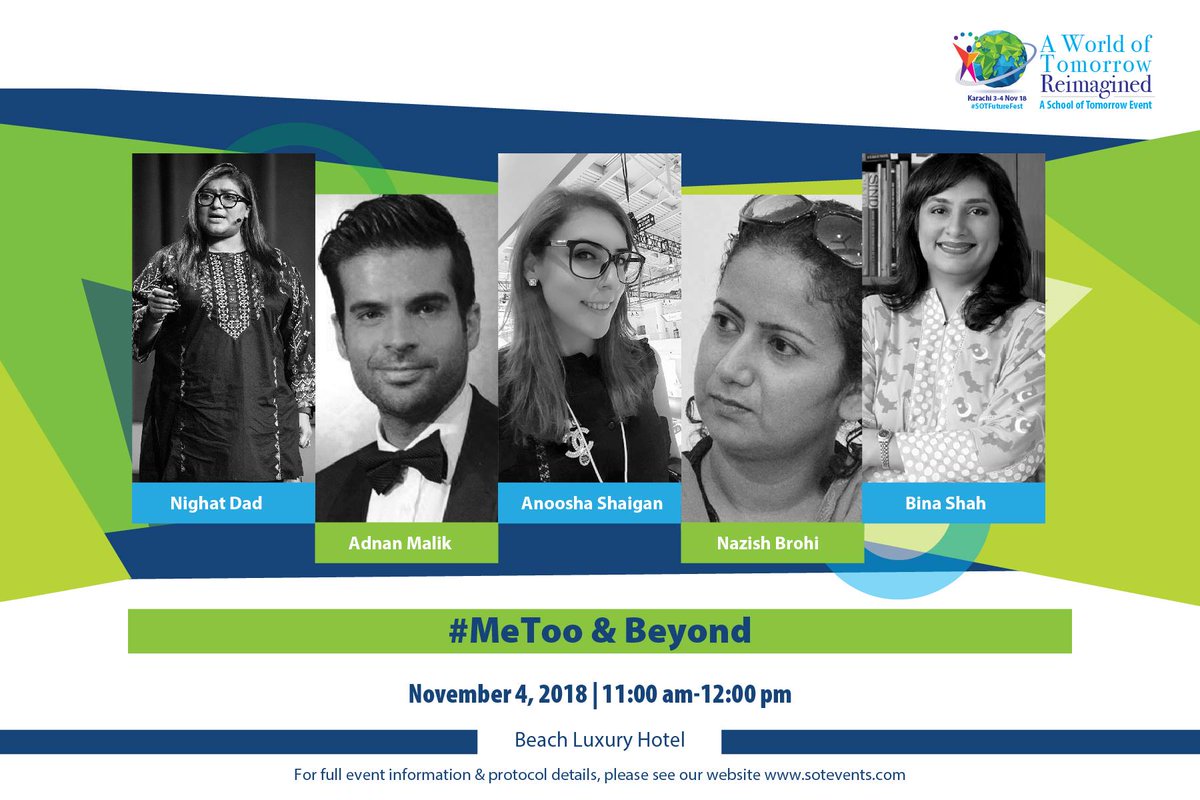 A World of
Tomorrow
Reimagined
Karachi 3-4 Nov 18
#SOTFutureFest
A School of Tomorrow Event
SIND
Nighat Dad
Adnan Malik
Anoosha Shaigan
Nazish Brohi
Bina Shah
#MeToo & Beyond
November 4, 2018 | 11:00 am-12:00 pm
Beach Luxury Hotel
For full event information & protocol details, please see our website www.sotevents.com